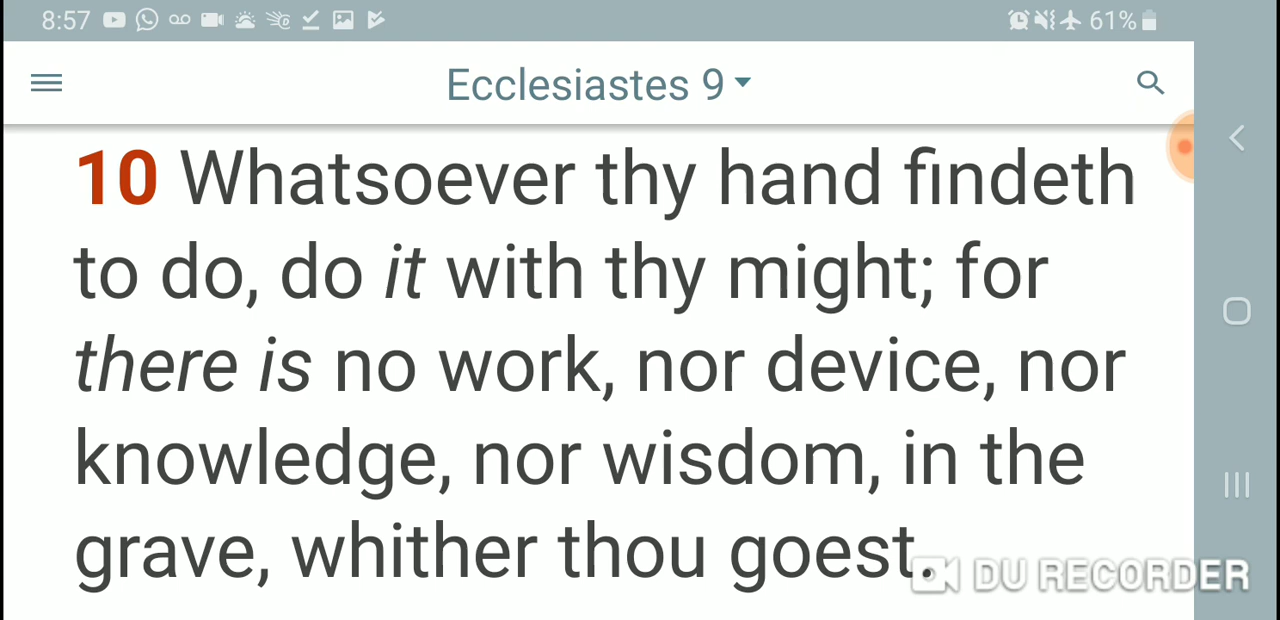 8:57 61%
Ecclesiastes 9
10 Whatsoever thy hand findeth
to do, do it with thy might; for
there is no work, nor device, nor
knowledge, nor wisdom, in the
grave, whither thou goest.
DU RECORDER